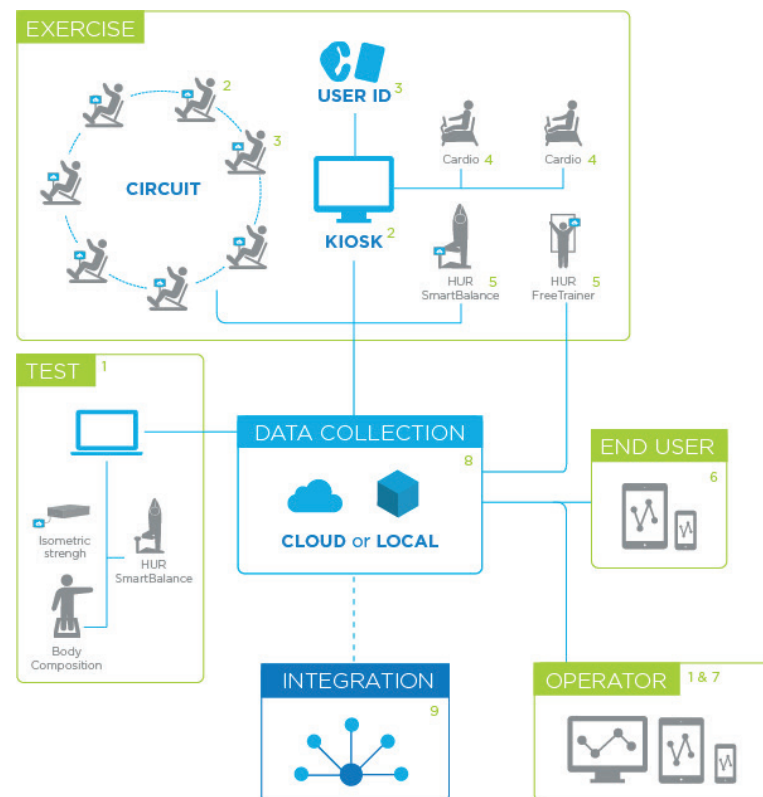 EXERCISE
2
3
CIRCUIT
USER ID 3
KIOSK 2
Cardio 4
Cardio 4
HUR 5
SmartBalance
HUR 5
FreeTrainer
TEST 1
Isometric
strengh
HUR
SmartBalance
Body
Composition
DATA COLLECTION
8
CLOUD or LOCAL
END USER
6
INTEGRATION
9
OPERATOR 1 & 7